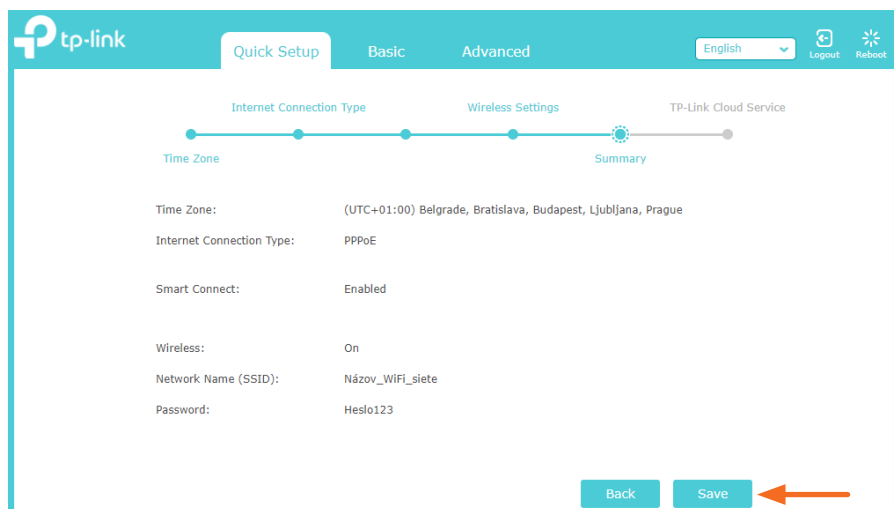 tp-link
Quick Setup Basic Advanced English Logout Reboot
Internet Connection Type Wireless Settings TP-Link Cloud Service
Time Zone Summary
Time Zone: (UTC+01:00) Belgrade, Bratislava, Budapest, Ljubljana, Prague
Internet Connection Type: PPPoE
Smart Connect: Enabled
Wireless: On
Network Name (SSID): Názov_WiFi_siete
Password: Heslo123
Back Save